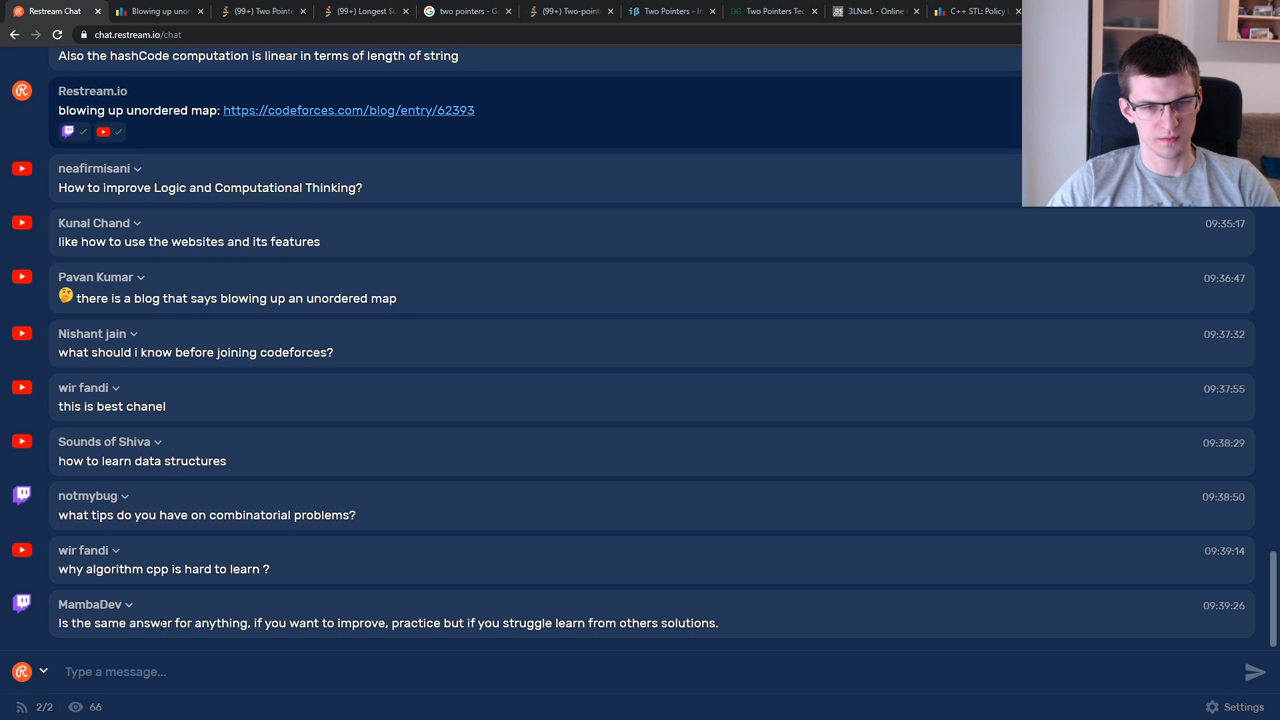 Restream Chat
Blowing up unor
(99+) Two Pointe
(99+) Longest Su
two pointers - G
(99+) Two-point
Two Pointers - I
Two Pointers Tec
3LNarL - Online
C++ STL: Policy
chat.restream.io/chat
Also the hashCode computation is linear in terms of length of string
Restream.io
blowing up unordered map: https://codeforces.com/blog/entry/62393
neafirmisani
How to improve Logic and Computational Thinking?
Kunal Chand
09:35:17
like how to use the websites and its features
Pavan Kumar
09:36:47
there is a blog that says blowing up an unordered map
Nishant jain
09:37:32
what should i know before joining codeforces?
wir fandi
09:37:55
this is best chanel
Sounds of Shiva
09:38:29
how to learn data structures
notmybug
09:38:50
what tips do you have on combinatorial problems?
wir fandi
09:39:14
why algorithm cpp is hard to learn ?
MambaDev
09:39:26
Is the same answer for anything, if you want to improve, practice but if you struggle learn from others solutions.
Type a message...
2/2
66
Settings